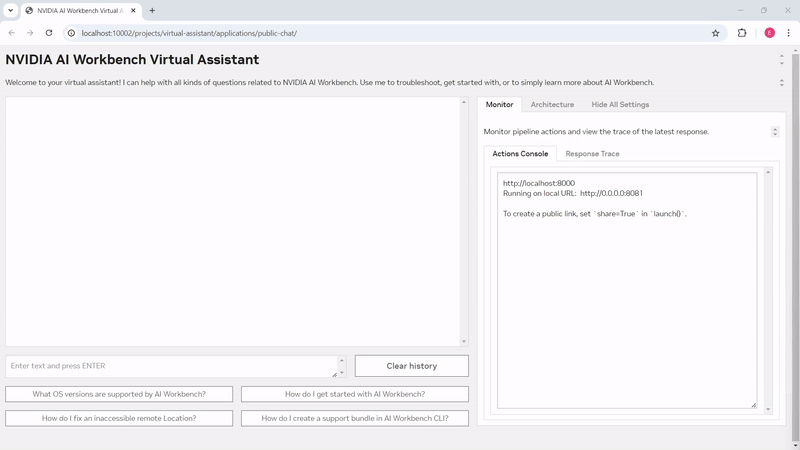 NVIDIA AI Workbench Virtual A
localhost:10002/projects/virtual-assistant/applications/public-chat/
E
NVIDIA AI Workbench Virtual Assistant
Welcome to your virtual assistant! I can help with all kinds of questions related to NVIDIA AI Workbench. Use me to troubleshoot, get started with, or to simply learn more about AI Workbench.
Monitor
Architecture
Hide All Settings
Monitor pipeline actions and view the trace of the latest response.
Actions Console
Response Trace
http://localhost:8000
Running on local URL: http://0.0.0.0:8081
To create a public link, set `share=True` in `launch()`.
Enter text and press ENTER
Clear history
What OS versions are supported by AI Workbench?
How do I get started with AI Workbench?
How do I fix an inaccessible remote Location?
How do I create a support bundle in AI Workbench CLI?